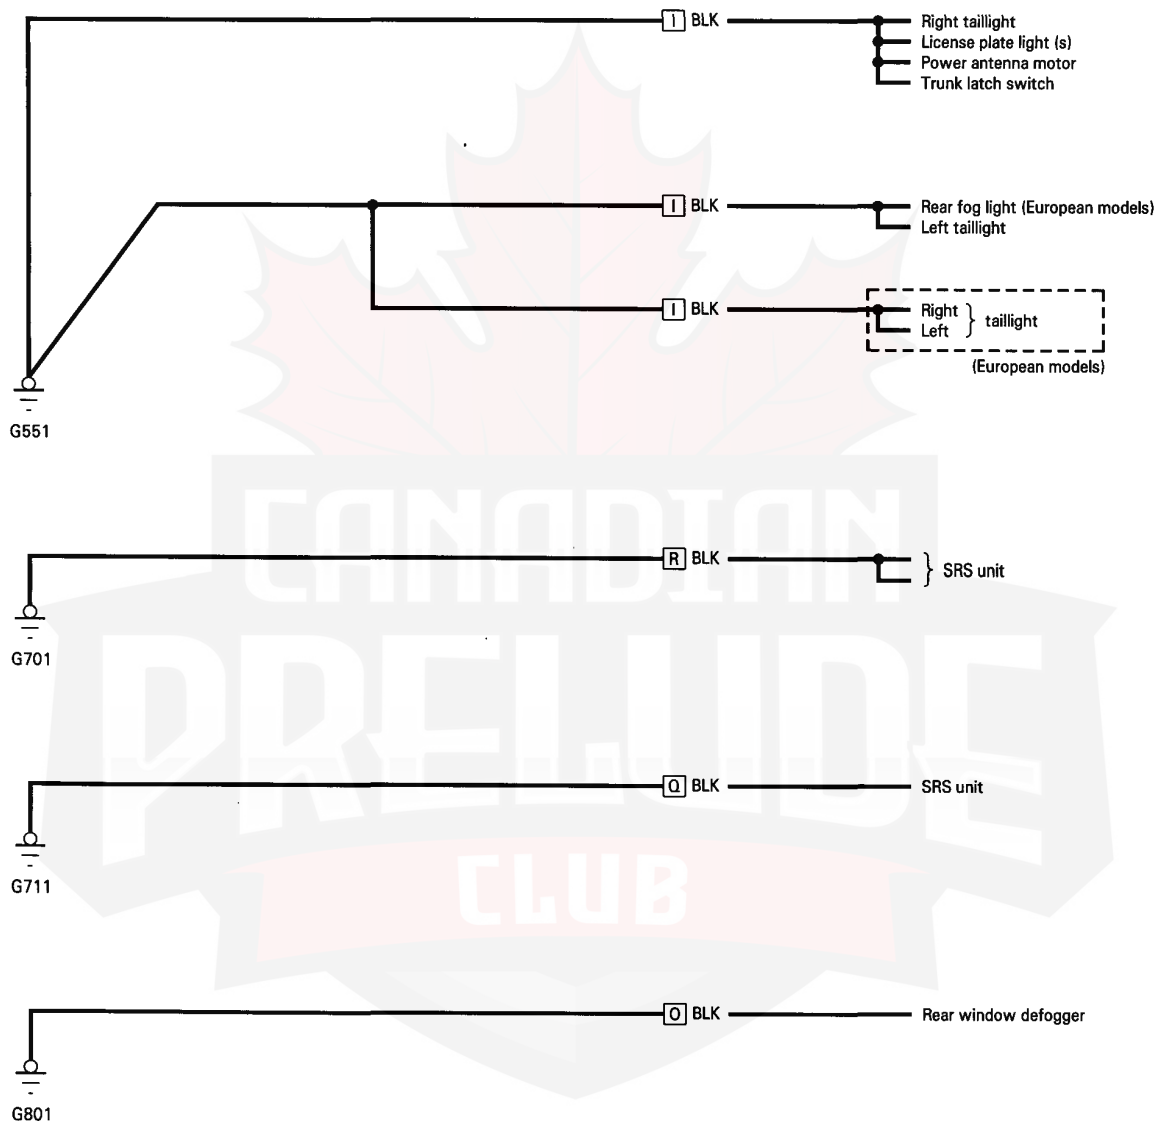 I BLK Right taillight
License plate light (s)
Power antenna motor
Trunk latch switch
I BLK Rear fog light (European models)
Left taillight
I BLK Right } taillight
Left
(European models)
G551
R BLK } SRS unit
G701
Q BLK SRS unit
G711
O BLK Rear window defogger
G801
CANADIAN
PRELUDE
CLUB